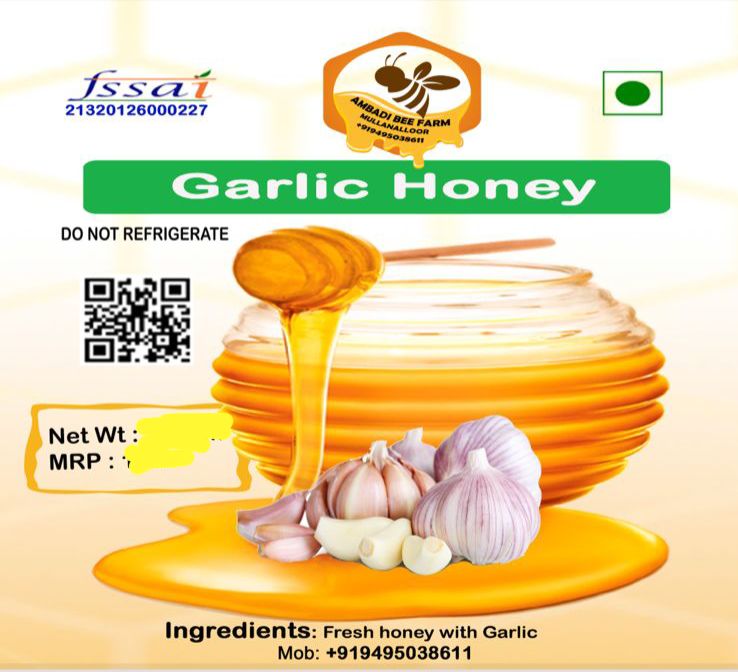 fssai
21320126000227
AMBADI BEE FARM
MULLANALLOOR
+919495038611
Garlic Honey
DO NOT REFRIGERATE
Net Wt :
MRP :
Ingredients: Fresh honey with Garlic
Mob: +919495038611